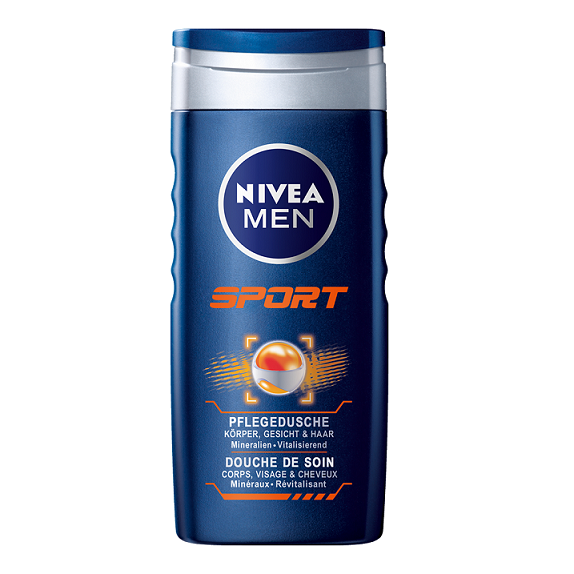 NIVEA
MEN
SPORT
PFLEGEDUSCHE
KÖRPER, GESICHT & HAAR
Mineralien • Vitalisierend
DOUCHE DE SOIN
CORPS, VISAGE & CHEVEUX
Minéraux • Révitalisant